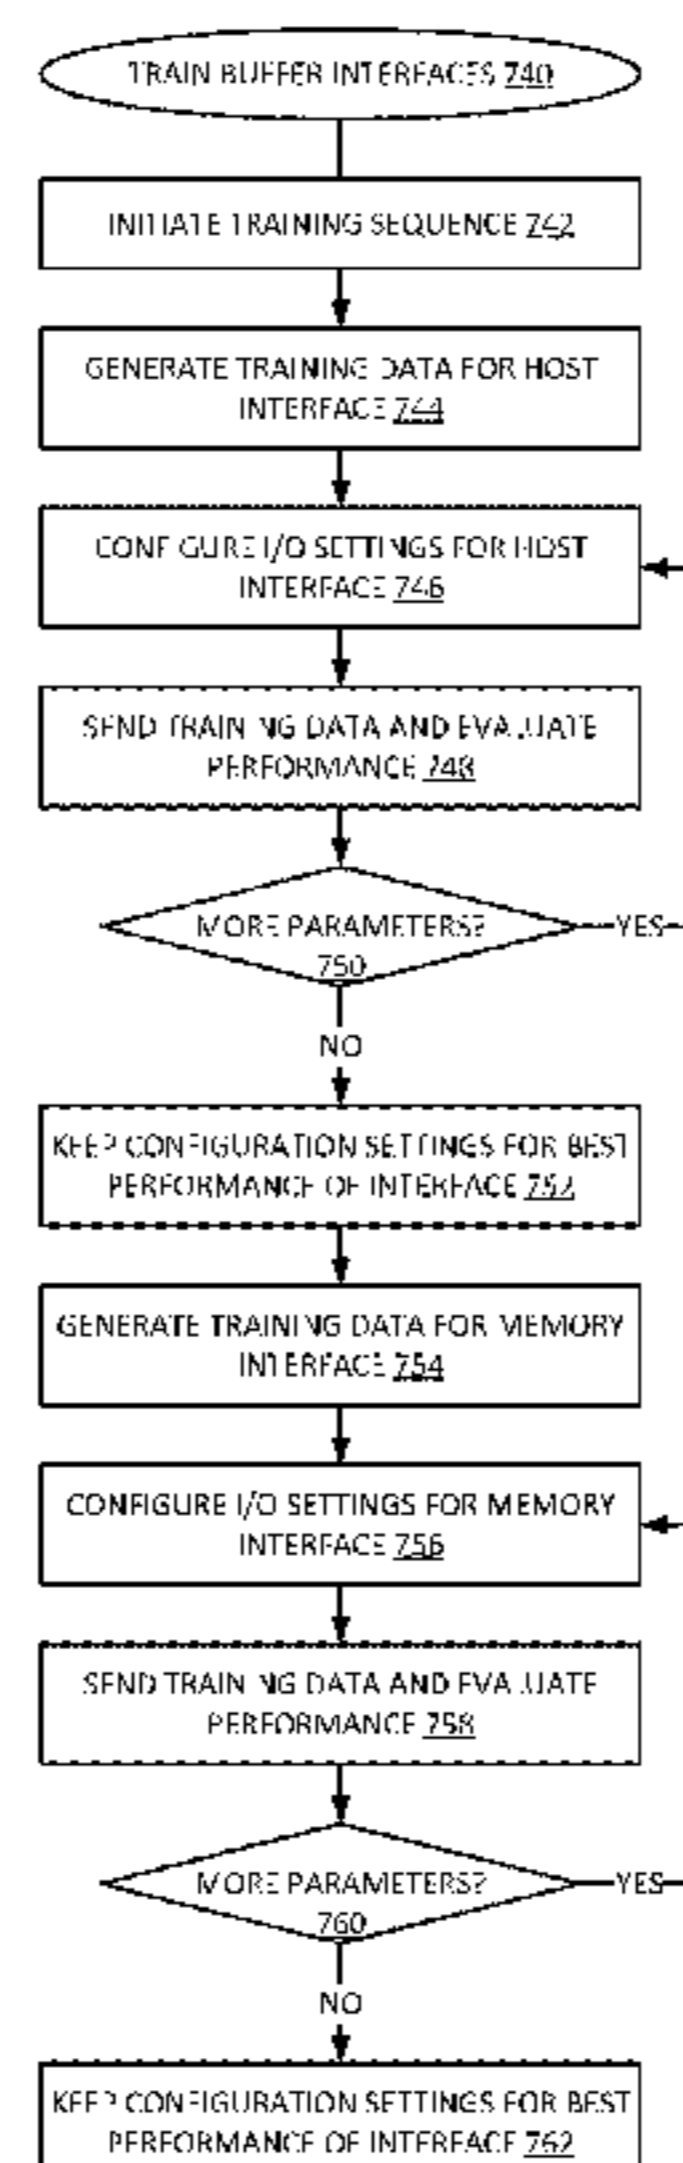 TRAIN BUFFER INTERFACES 740
INITIATE TRAINING SEQUENCE 742
GENERATE TRAINING DATA FOR HOST
INTERFACE 744
CONFIGURE I/O SETTINGS FOR HOST
INTERFACE 746
SEND TRAINING DATA AND EVALUATE
PERFORMANCE 748
MORE PARAMETERS?
YES
750
NO
KEEP CONFIGURATION SETTINGS FOR BEST
PERFORMANCE OF INTERFACE 752
GENERATE TRAINING DATA FOR MEMORY
INTERFACE 754
CONFIGURE I/O SETTINGS FOR MEMORY
INTERFACE 756
SEND TRAINING DATA AND EVALUATE
PERFORMANCE 758
MORE PARAMETERS?
YES
760
NO
KEEP CONFIGURATION SETTINGS FOR BEST
PERFORMANCE OF INTERFACE 762